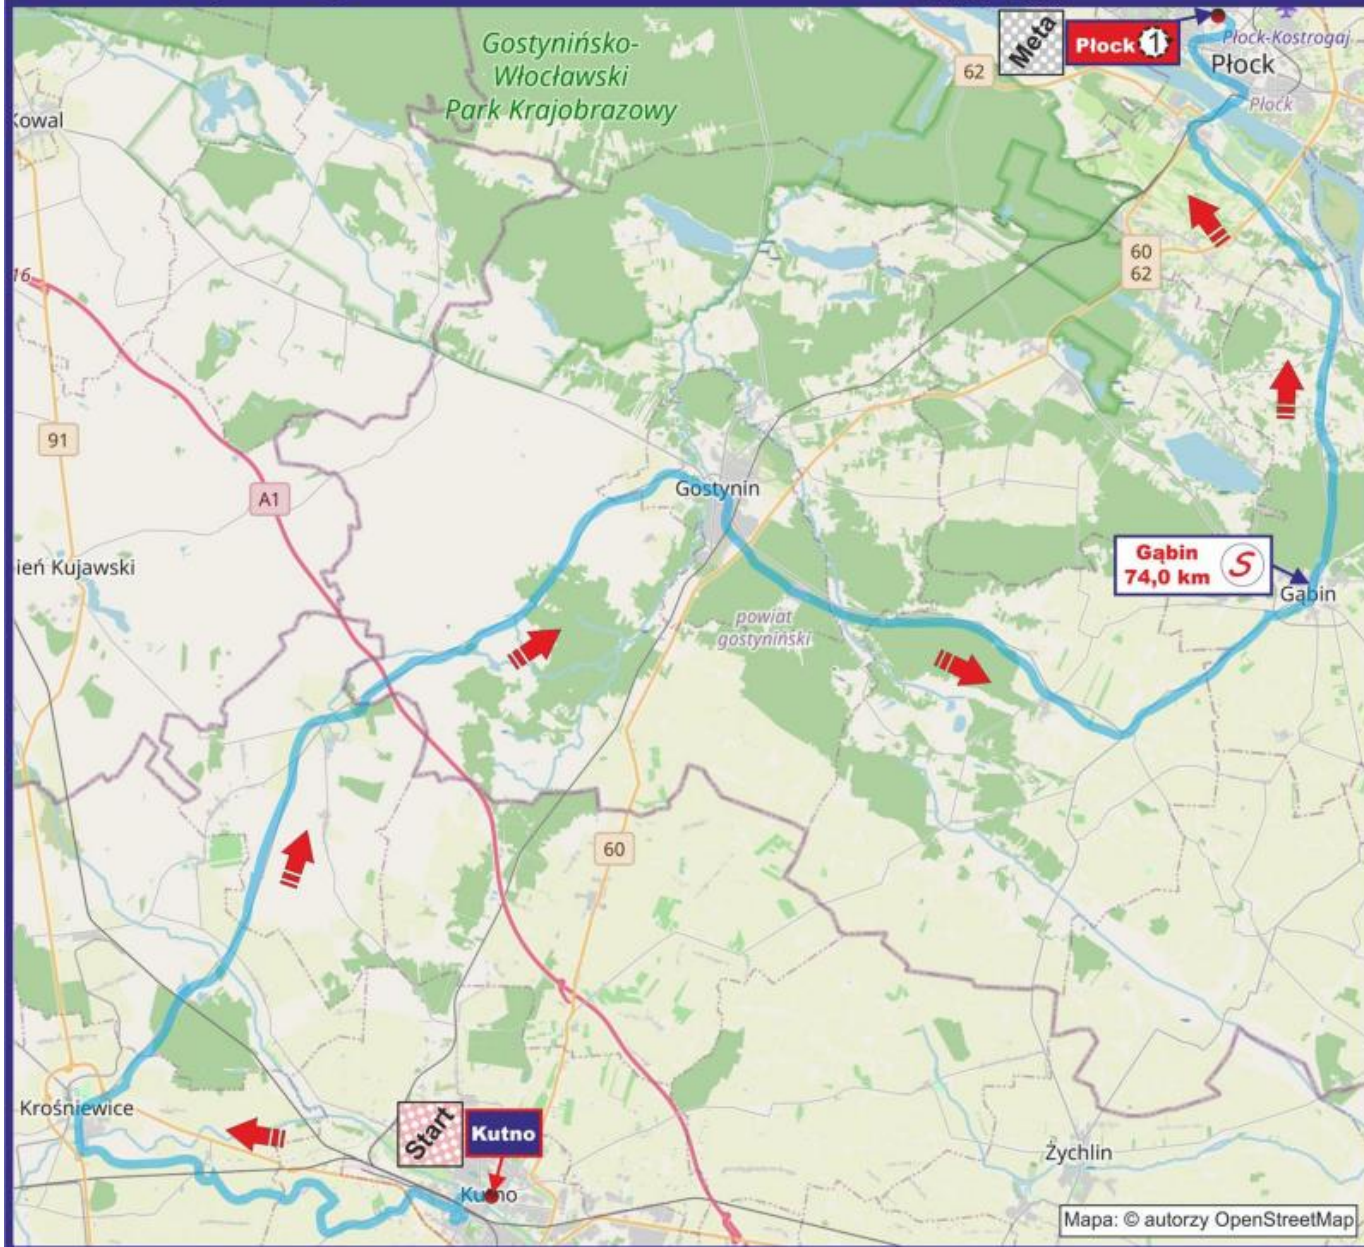 Gostynińsko-
Włocławski
Park Krajobrazowy
Meta
Płock 1
Płock-Kostrogaj
Płock
Płock
62
Kowal
60
62
16
91
A1
Gostynin
ień Kujawski
Gąbin
74,0 km S
Gąbin
powiat
gostyniński
60
Krośniewice
Start
Kutno
Kutno
Żychlin
Mapa: © autorzy OpenStreetMap